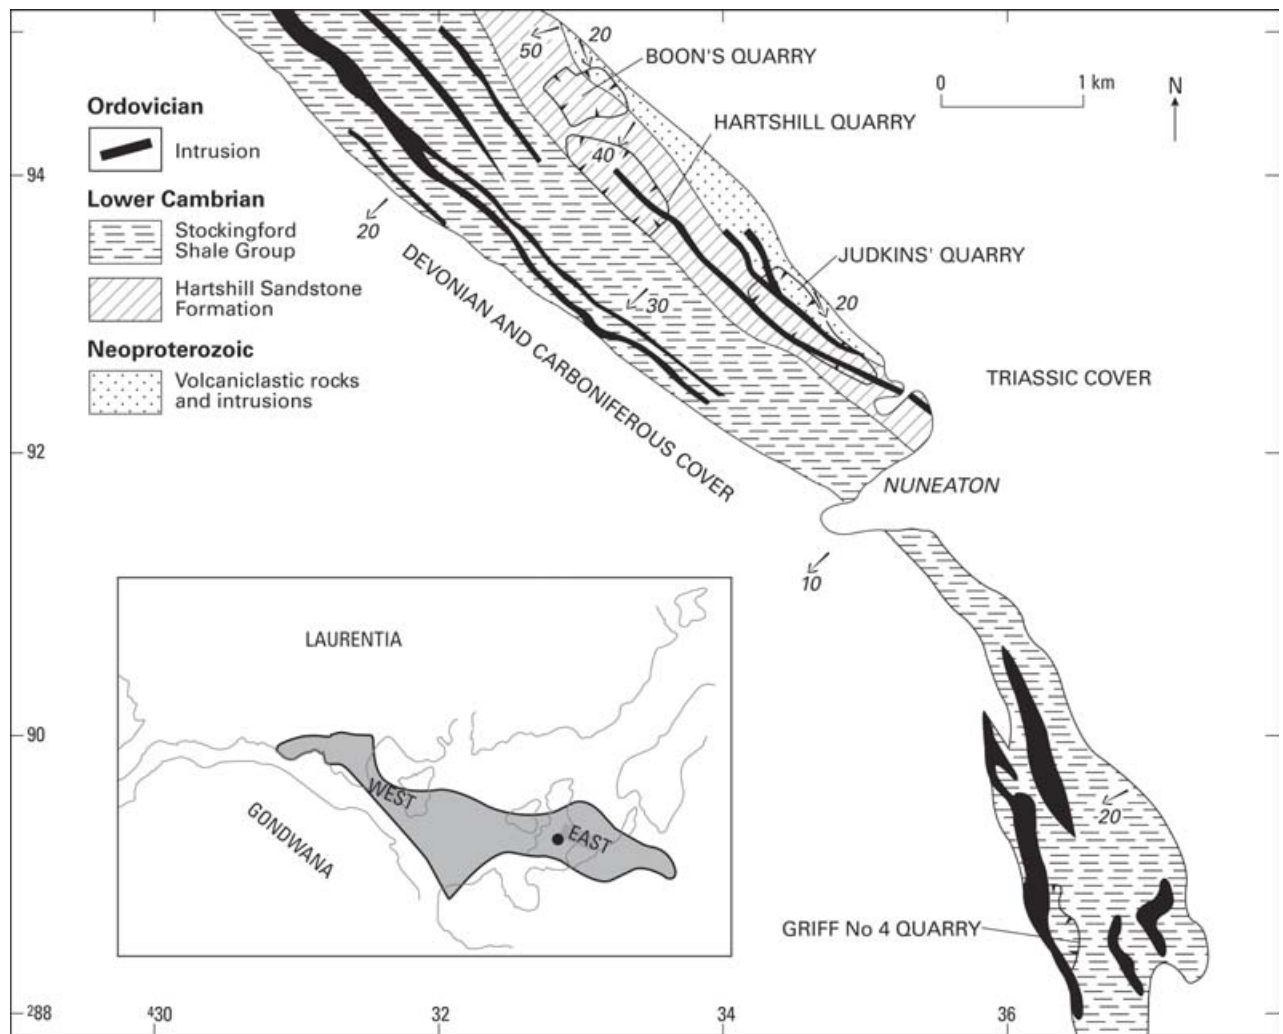 20
50
BOON'S QUARRY
0
1 km
N
Ordovician
Intrusion
HARTSHILL QUARRY
40
94
Lower Cambrian
Stockingford
Shale Group
20
JUDKINS' QUARRY
Hartshill Sandstone
Formation
30
20
Neoproterozoic
Volcaniclastic rocks
and intrusions
DEVONIAN AND CARBONIFEROUS COVER
TRIASSIC COVER
92
NUNEATON
10
LAURENTIA
90
WEST
GONDWANA
EAST
20
GRIFF No 4 QUARRY
288
430
32
34
36